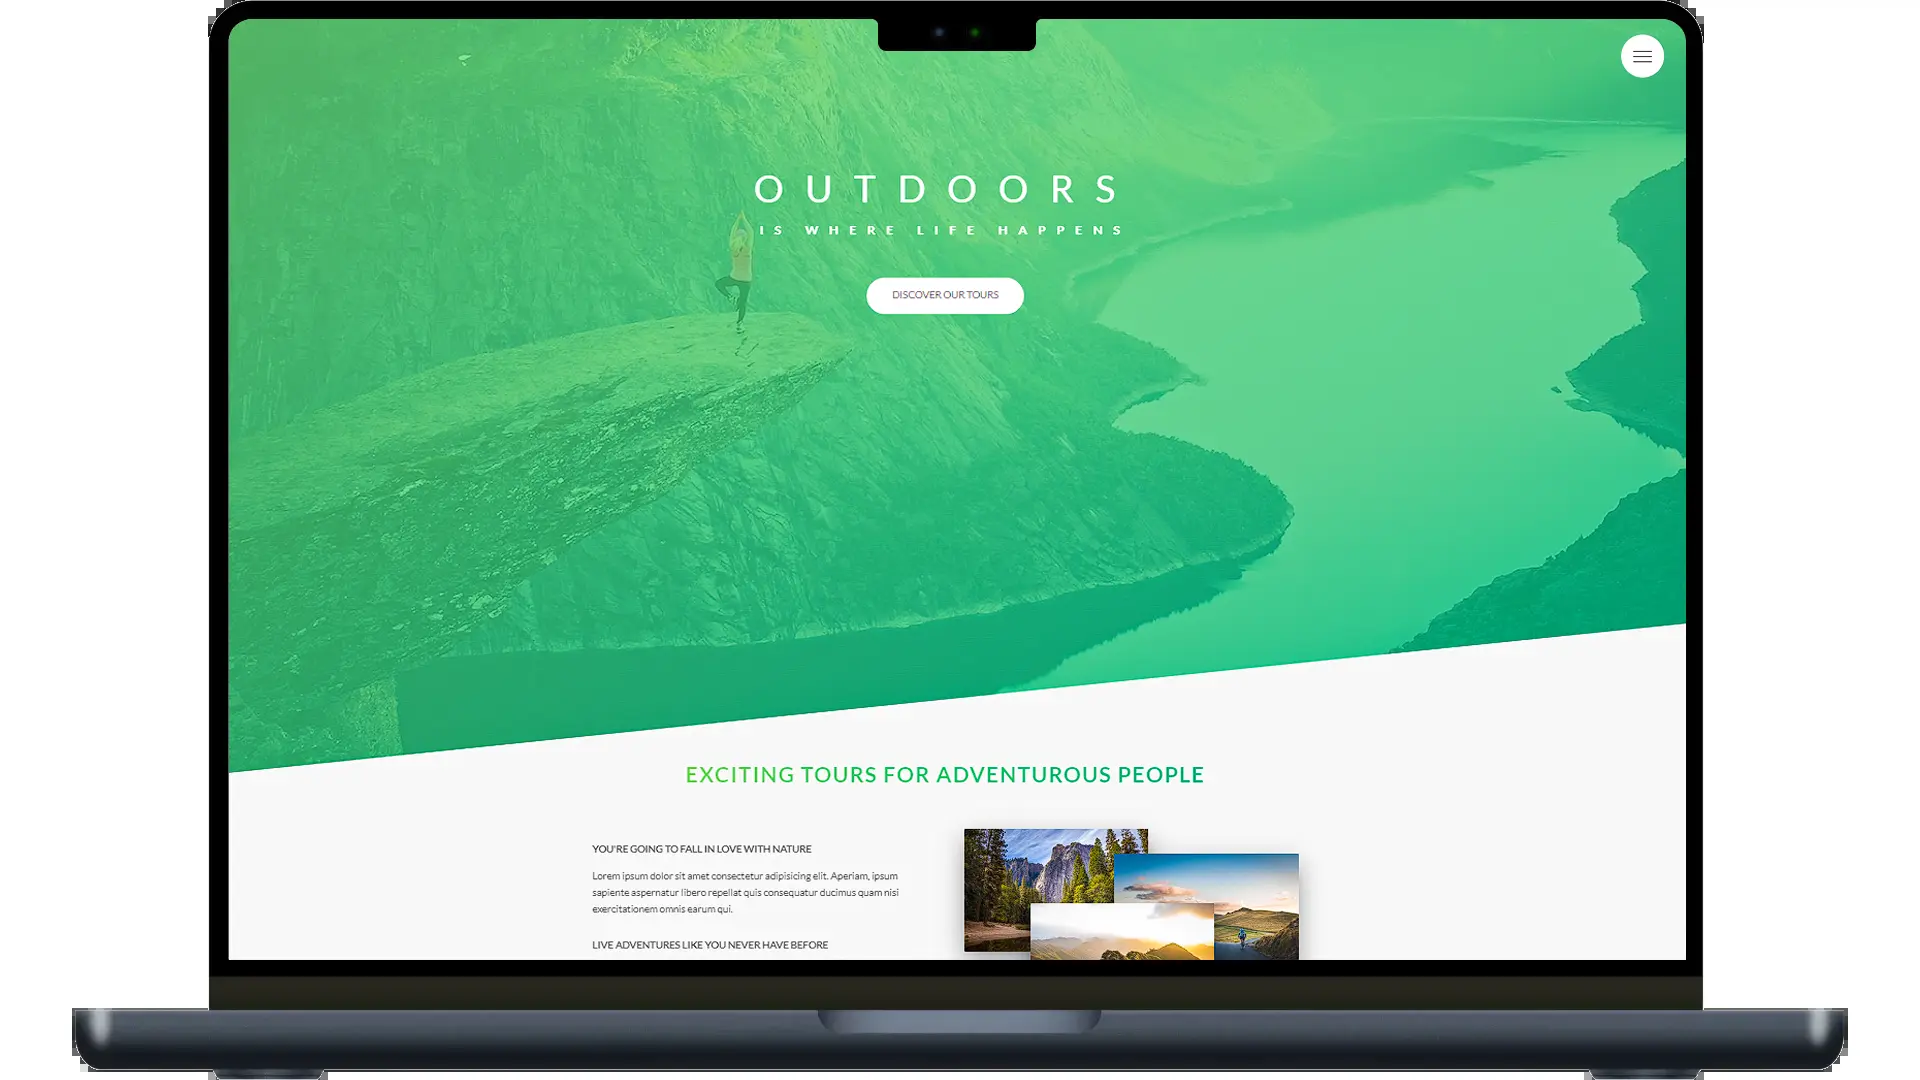 OUTDOORS
IS WHERE LIFE HAPPENS
DISCOVER OUR TOURS
EXCITING TOURS FOR ADVENTUROUS PEOPLE
YOU'RE GOING TO FALL IN LOVE WITH NATURE
Lorem ipsum dolor sit amet consectetur adipisicing elit. Aperiam, ipsum
sapiente aspernatur libero repellat quis consequatur ducimus quam nisi
exercitationem omnis earum qui.
LIVE ADVENTURES LIKE YOU NEVER HAVE BEFORE